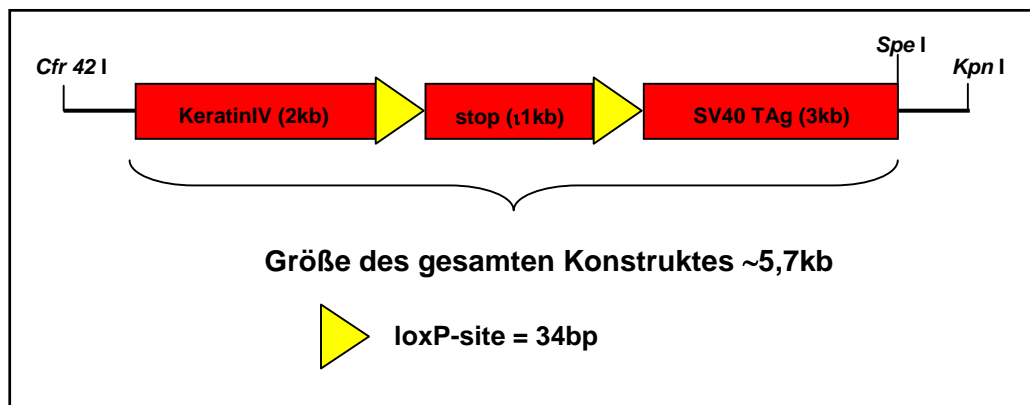 Spe I
Cfr 42 I
Kpn I
KeratinIV (2kb)
stop (ι1kb)
SV40 TAg (3kb)
Größe des gesamten Konstruktes ~5,7kb
loxP-site = 34bp